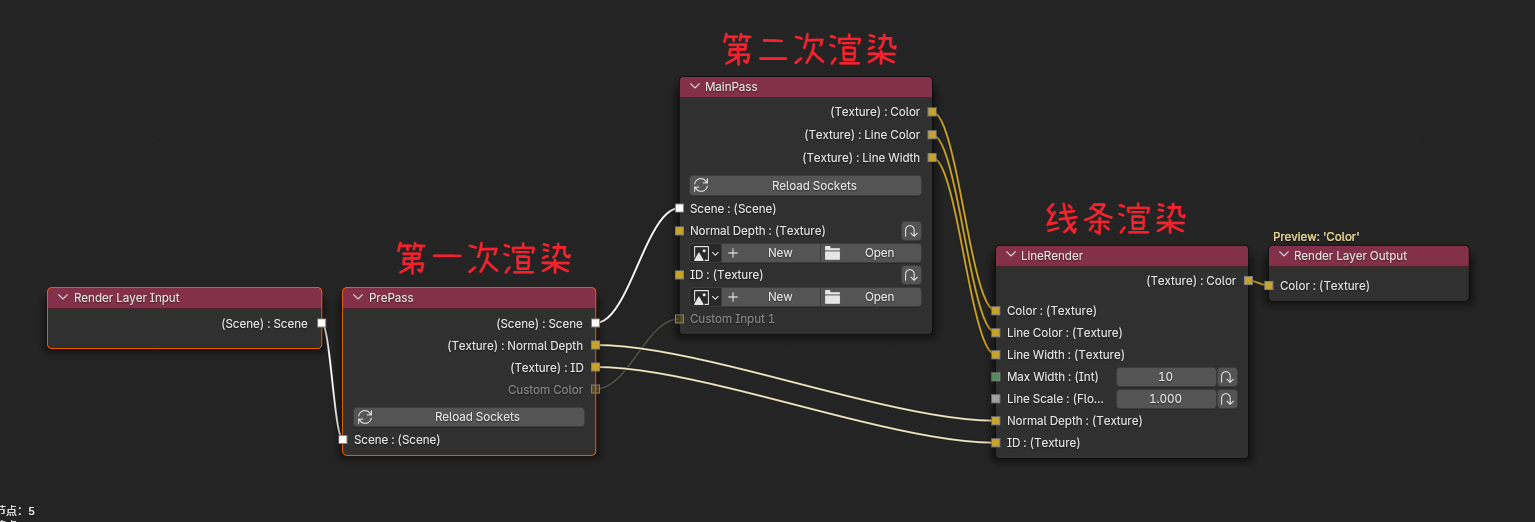 第二次渲染
MainPass
(Texture) : Color
(Texture) : Line Color
(Texture) : Line Width
Reload Sockets
Scene : (Scene)
Normal Depth : (Texture)
New Open
ID : (Texture)
New Open
Custom Input 1
第一次渲染
Render Layer Input
(Scene) : Scene
PrePass
(Scene) : Scene
(Texture) : Normal Depth
(Texture) : ID
Custom Color
Reload Sockets
Scene : (Scene)
线条渲染
LineRender
(Texture) : Color
Color : (Texture)
Line Color : (Texture)
Line Width : (Texture)
Max Width : (Int) 10
Line Scale : (Flo... 1.000
Normal Depth : (Texture)
ID : (Texture)
Preview: 'Color'
Render Layer Output
Color : (Texture)
节点: 5